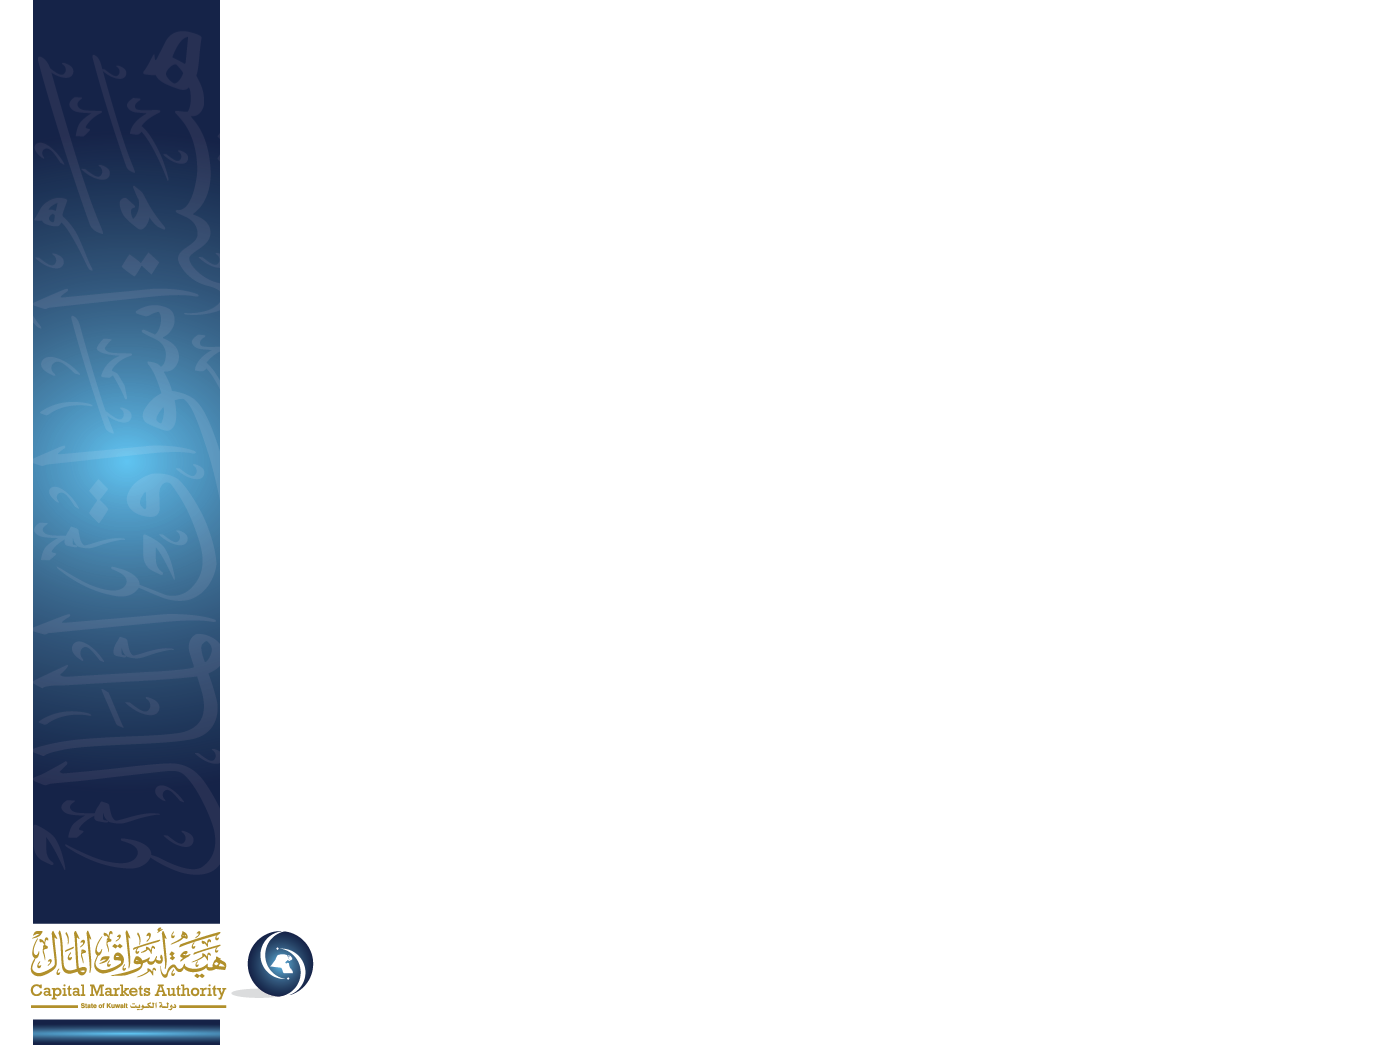 هيئة أسواق المال
Capital Markets Authority
State of Kuwait دولة الكويت